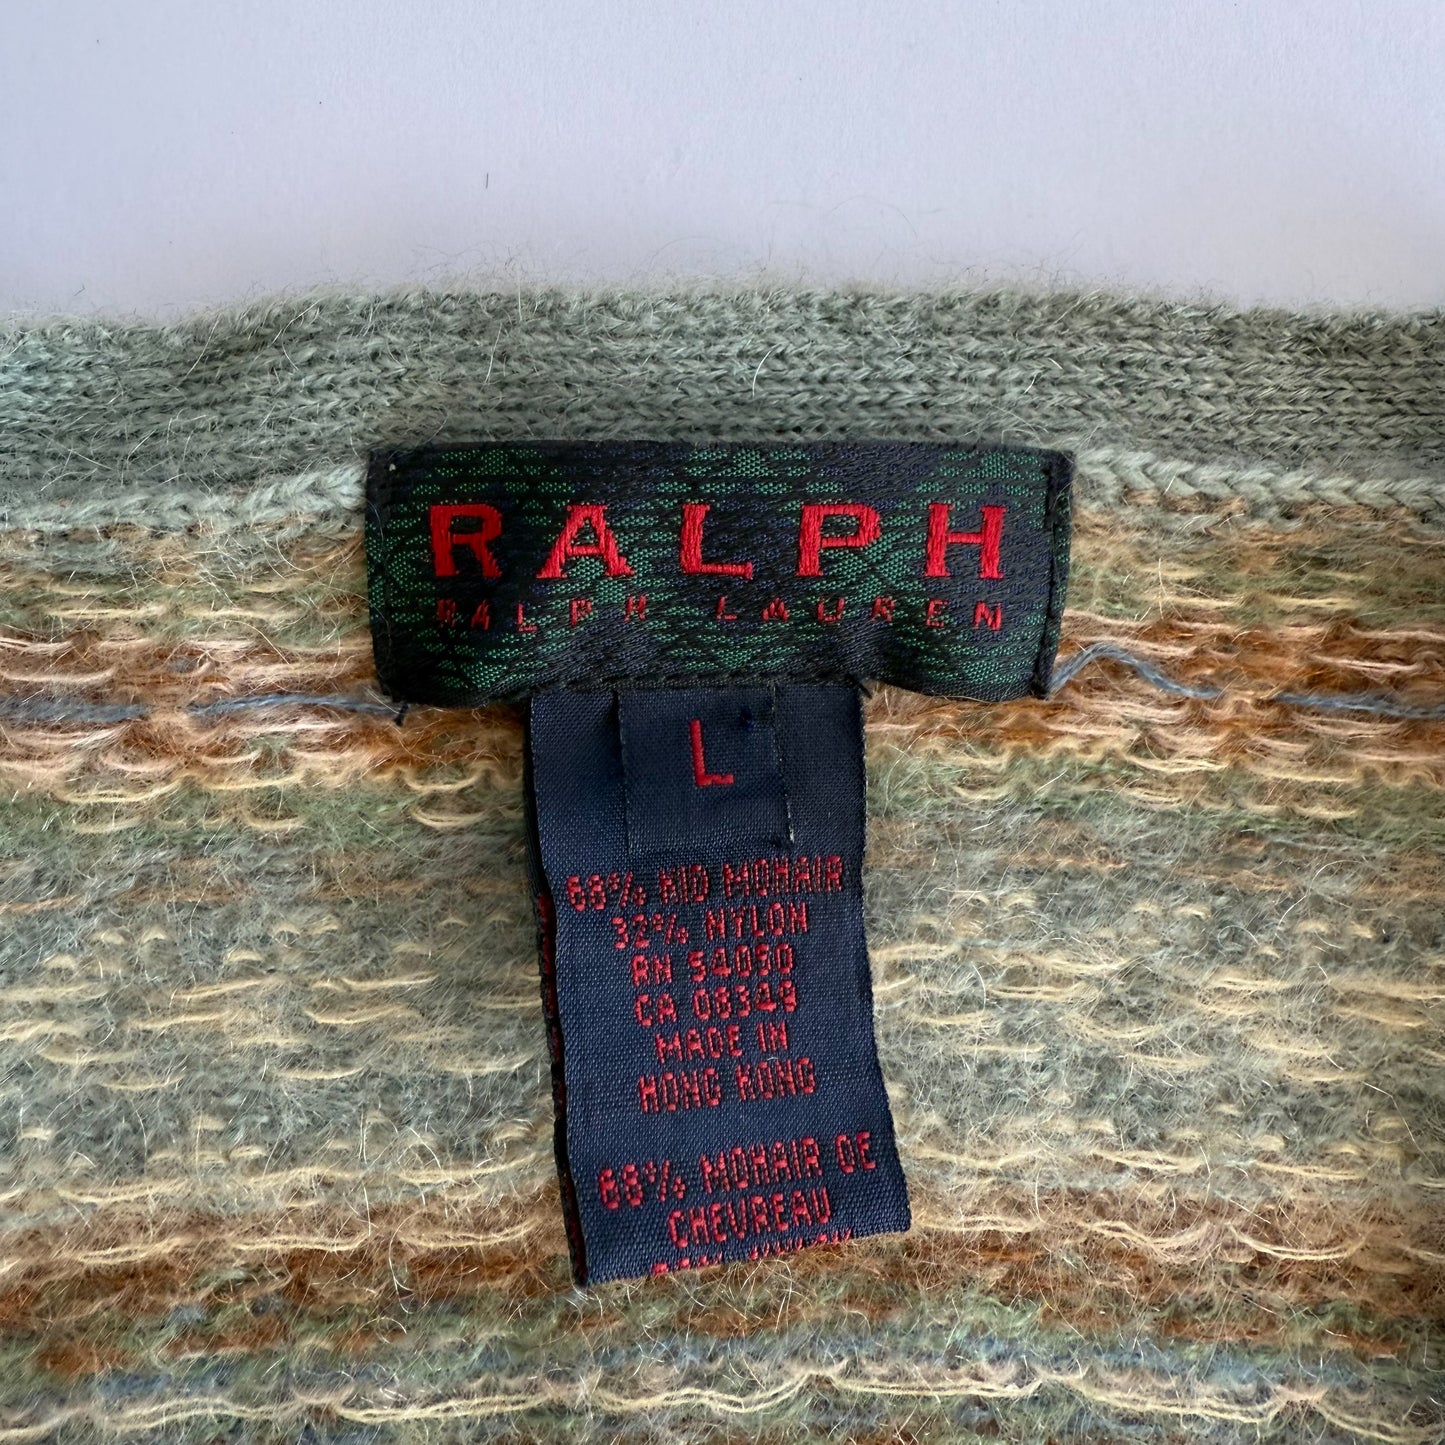 RALPH
RALPH LAUREN
L
68% KID MOHAIR
32% NYLON
RN 54050
CA 08348
MADE IN
HONG KONG
68% MOHAIR DE
CHEVREAU